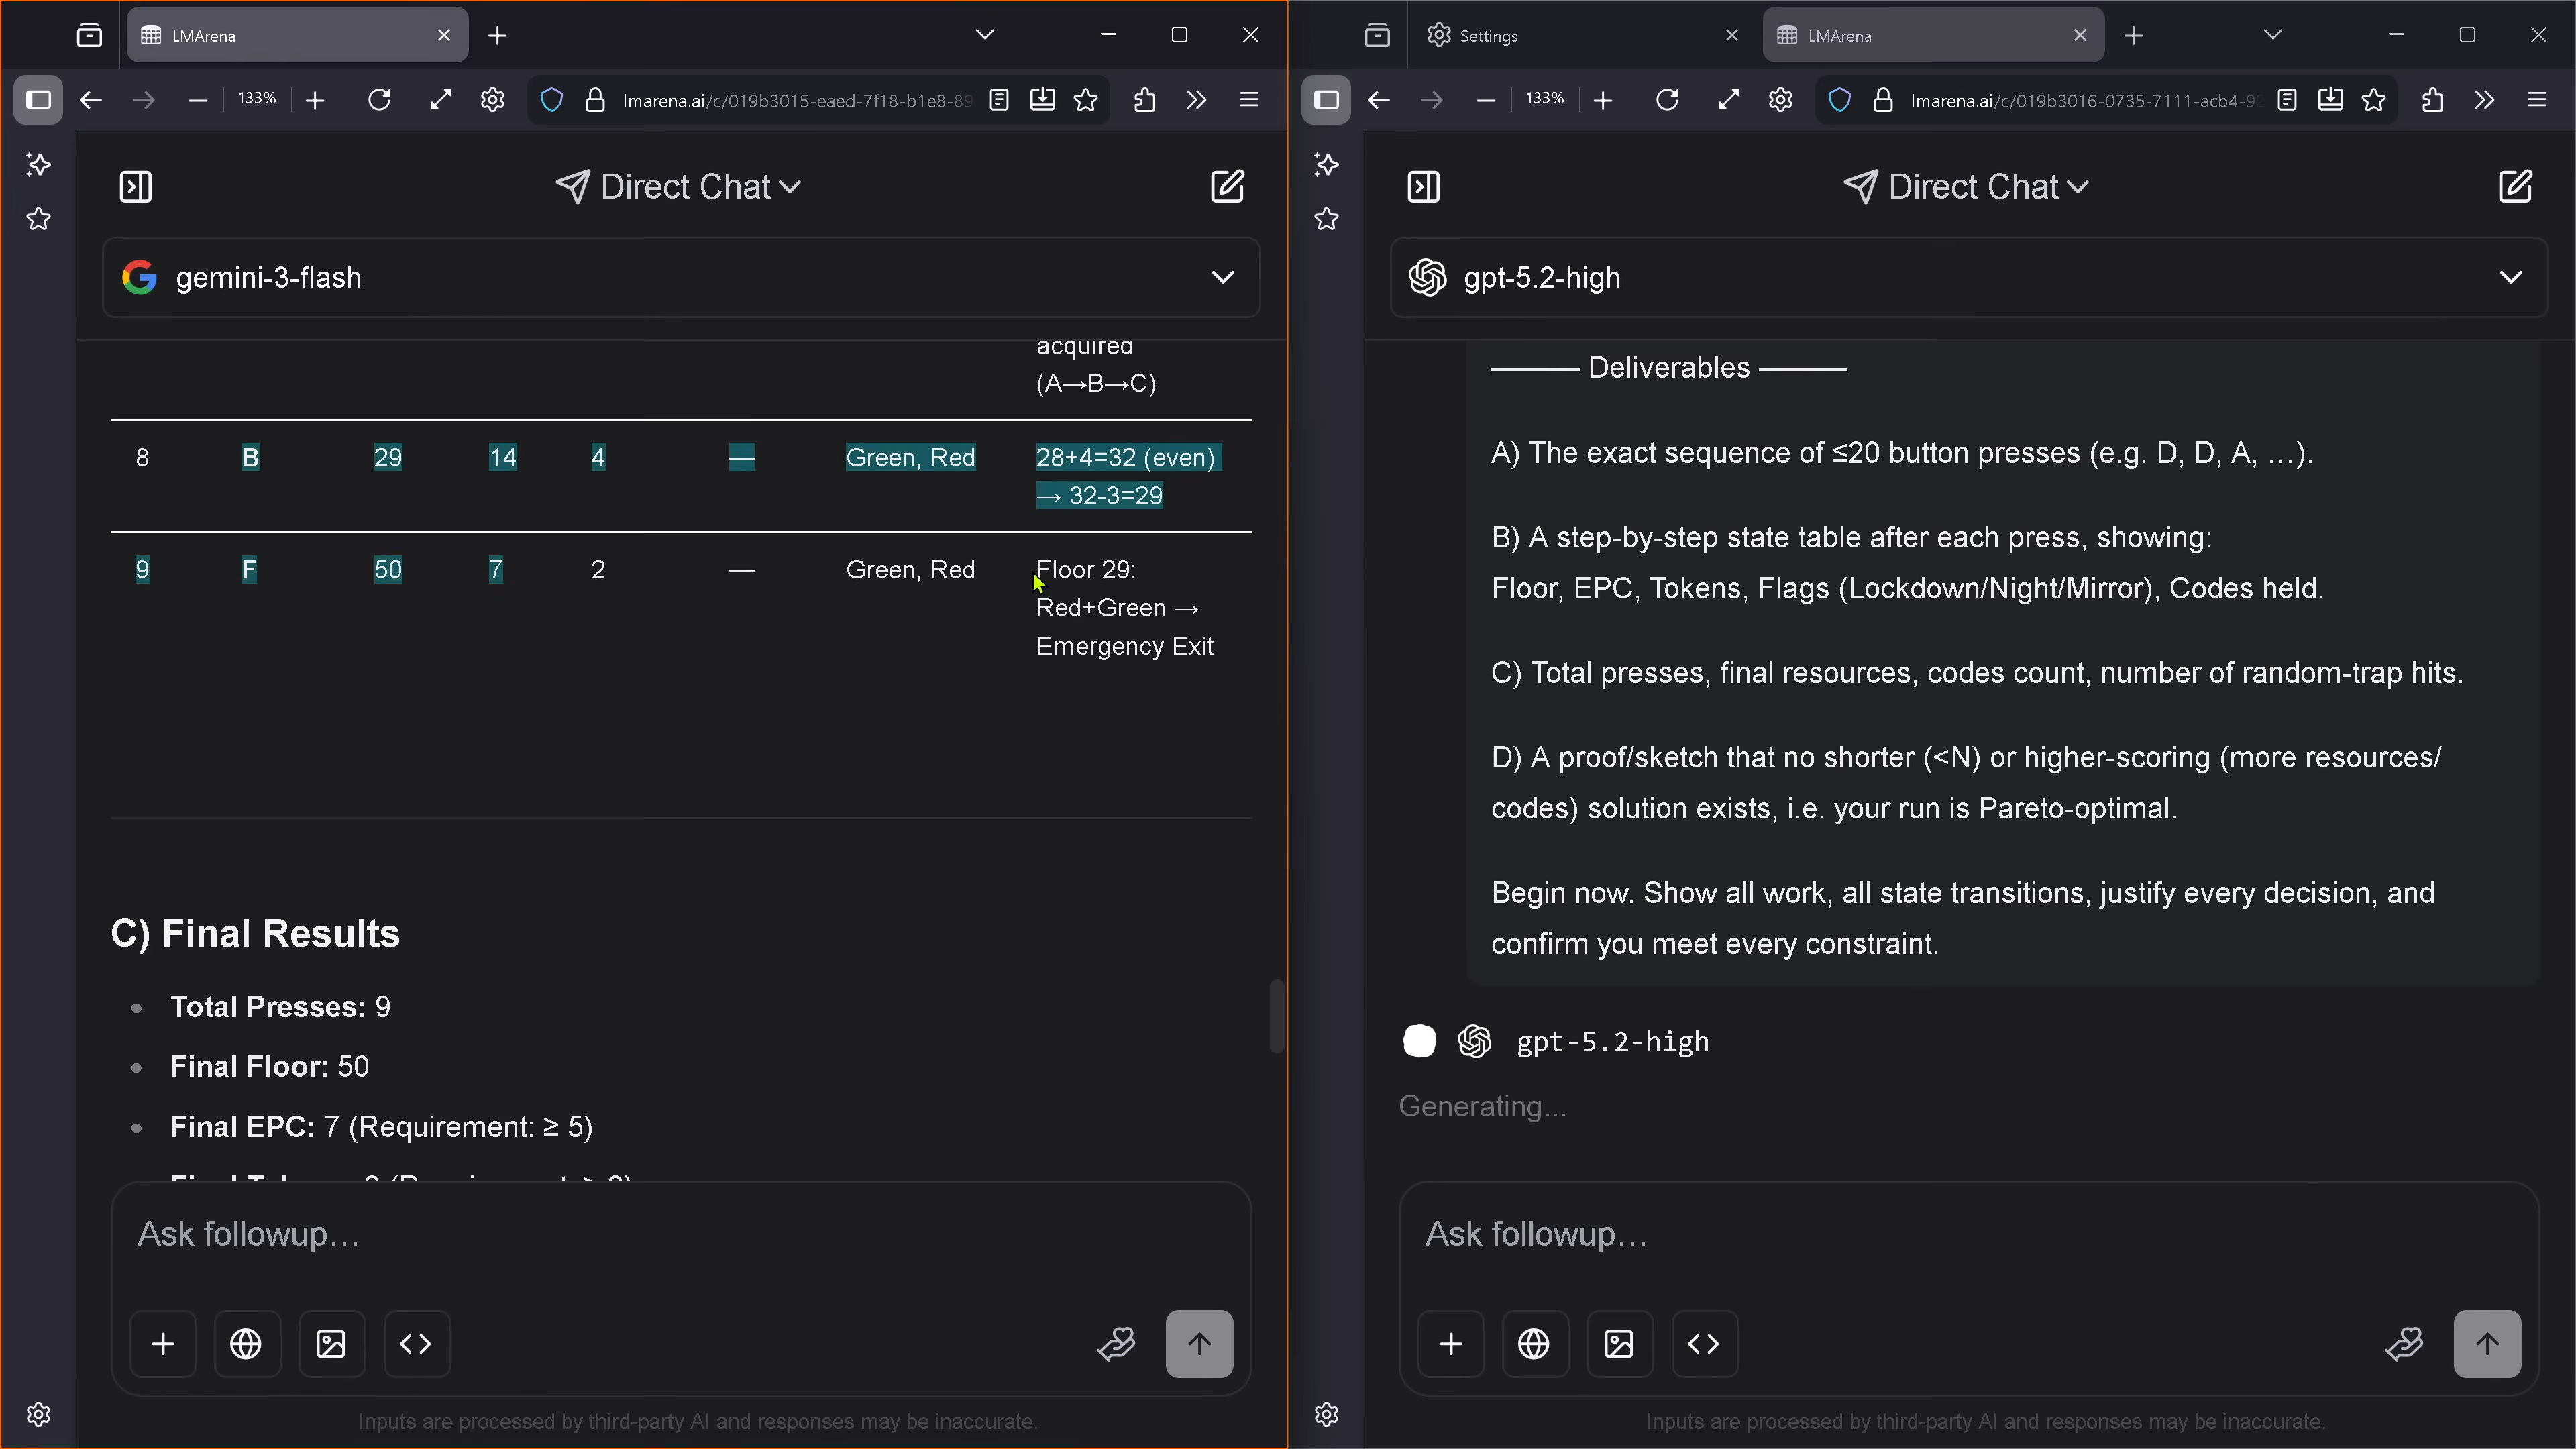 LMArena
133%
lmarena.ai/c/019b3015-eaed-7f18-b1e8-89
Direct Chat
gemini-3-flash
acquired
(A→B→C)
8 B 29 14 4 — Green, Red 28+4=32 (even)
→ 32-3=29
9 F 50 7 2 — Green, Red Floor 29:
Red+Green →
Emergency Exit
C) Final Results
• Total Presses: 9
• Final Floor: 50
• Final EPC: 7 (Requirement: ≥ 5)
Ask followup…
Inputs are processed by third-party AI and responses may be inaccurate.
Settings
LMArena
133%
lmarena.ai/c/019b3016-0735-7111-acb4-92
Direct Chat
gpt-5.2-high
——— Deliverables ———
A) The exact sequence of ≤20 button presses (e.g. D, D, A, …).
B) A step-by-step state table after each press, showing:
Floor, EPC, Tokens, Flags (Lockdown/Night/Mirror), Codes held.
C) Total presses, final resources, codes count, number of random-trap hits.
D) A proof/sketch that no shorter (<N) or higher-scoring (more resources/
codes) solution exists, i.e. your run is Pareto-optimal.
Begin now. Show all work, all state transitions, justify every decision, and
confirm you meet every constraint.
gpt-5.2-high
Generating...
Ask followup…
Inputs are processed by third-party AI and responses may be inaccurate.